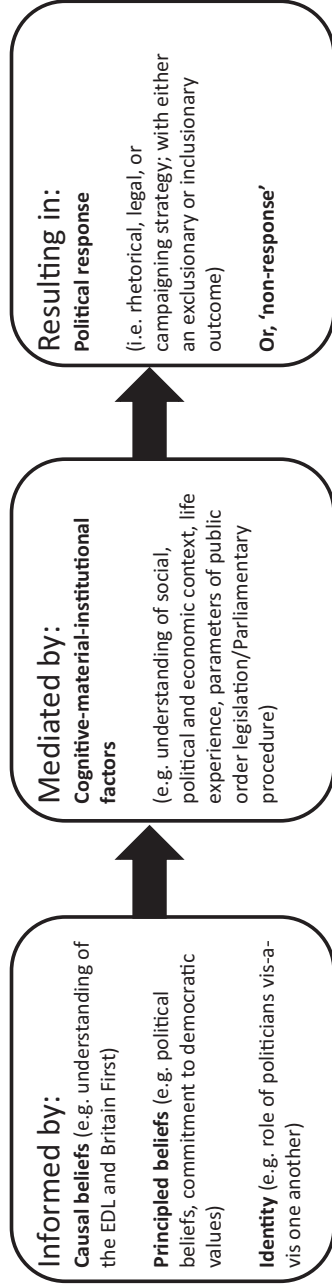 Informed by:
Causal beliefs (e.g. understanding of
the EDL and Britain First)
Principled beliefs (e.g. political
beliefs, commitment to democratic
values)
Identity (e.g. role of politicians vis-a-
vis one another)
Mediated by:
Cognitive-material-institutional
factors
(e.g. understanding of social,
political and economic context, life
experience, parameters of public
order legislation/Parliamentary
procedure)
Resulting in:
Political response
(i.e. rhetorical, legal, or
campaigning strategy; with either
an exclusionary or inclusionary
outcome)
Or, ‘non-response’